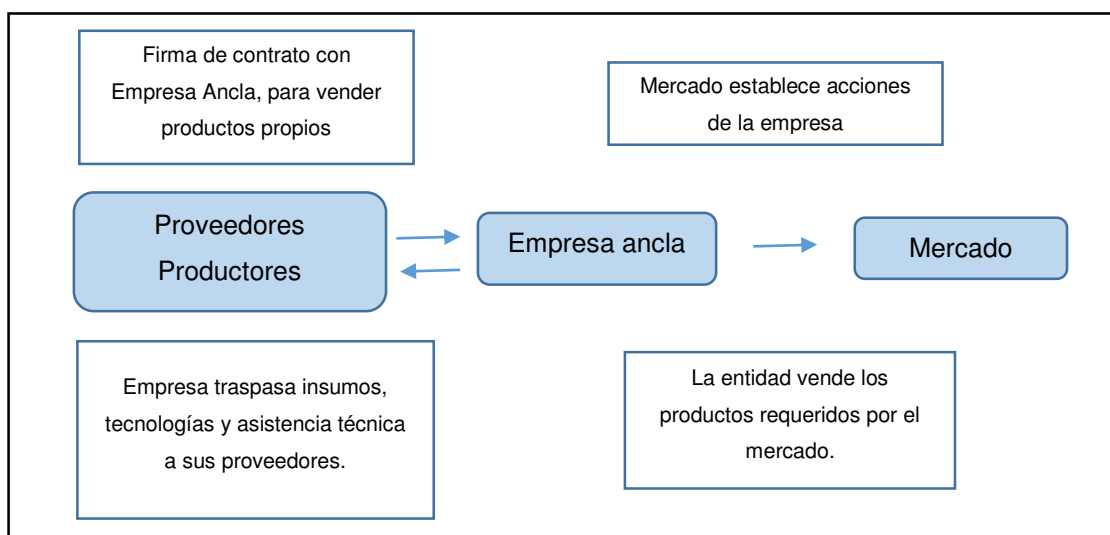 Firma de contrato con
Empresa Ancla, para vender
productos propios
Mercado establece acciones
de la empresa
Proveedores
Productores
Empresa ancla
Mercado
Empresa traspasa insumos,
tecnologías y asistencia técnica
a sus proveedores.
La entidad vende los
productos requeridos por el
mercado.